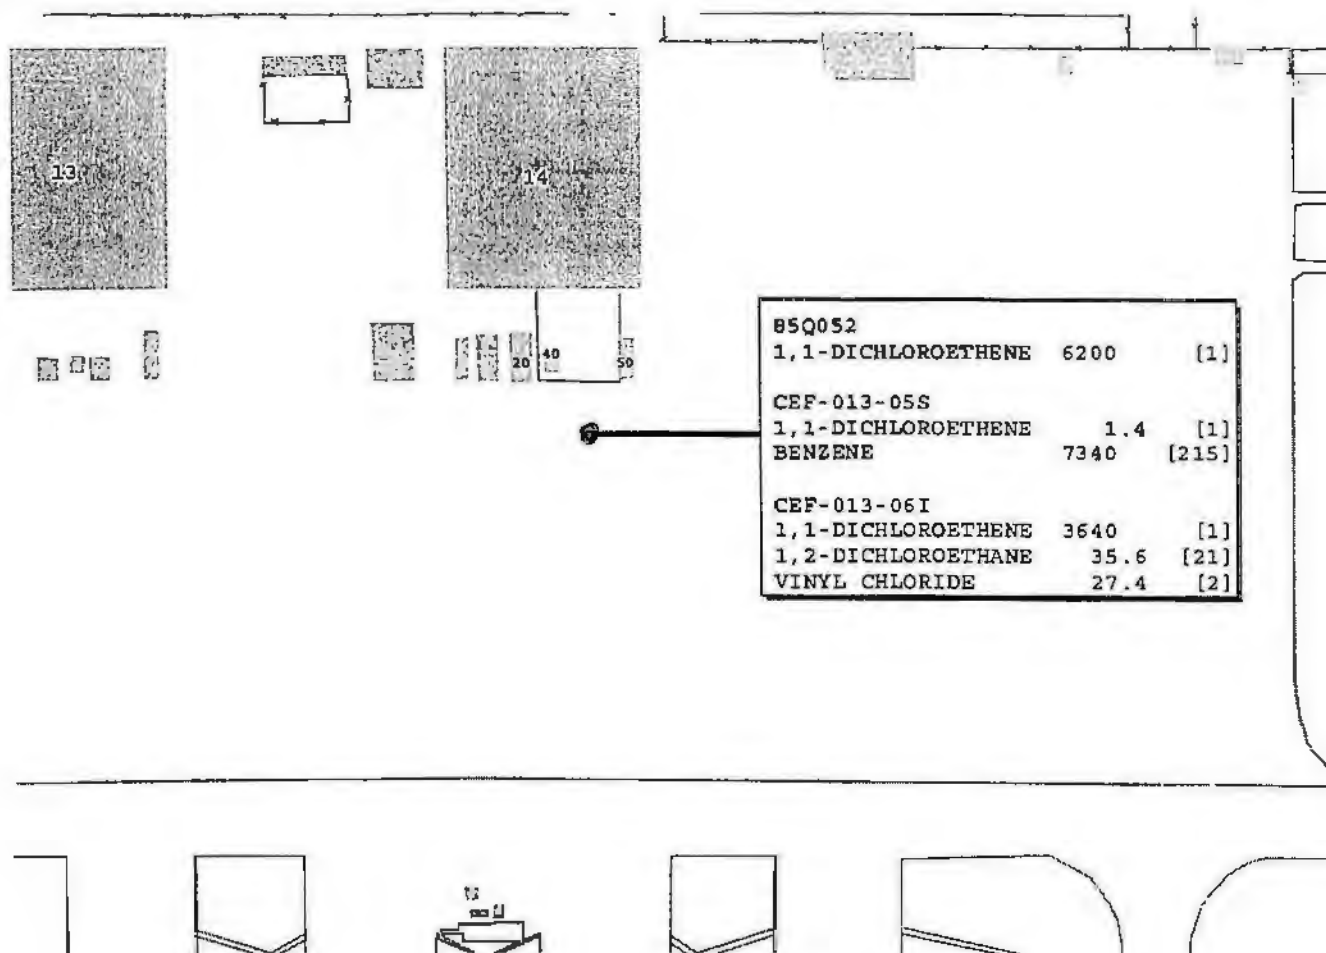 13
14
20
40
50
85Q052
1,1-DICHLOROETHENE 6200 [1]
CEF-013-05S
1,1-DICHLOROETHENE 1.4 [1]
BENZENE 7340 [215]
CEF-013-06I
1,1-DICHLOROETHENE 3640 [1]
1,2-DICHLOROETHANE 35.6 [21]
VINYL CHLORIDE 27.4 [2]